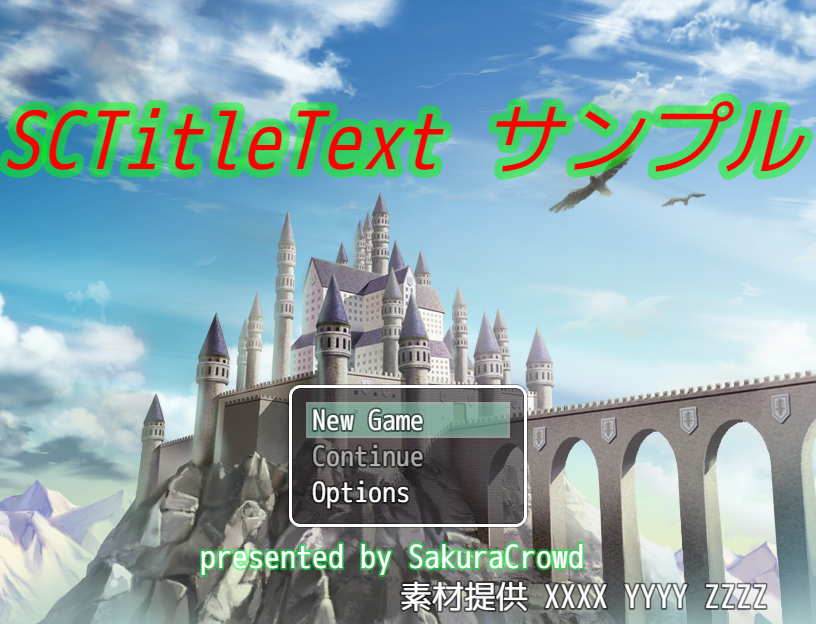 SCTitleText サンプル
New Game
Continue
Options
presented by SakuraCrowd
素材提供 XXXX YYYY ZZZZ